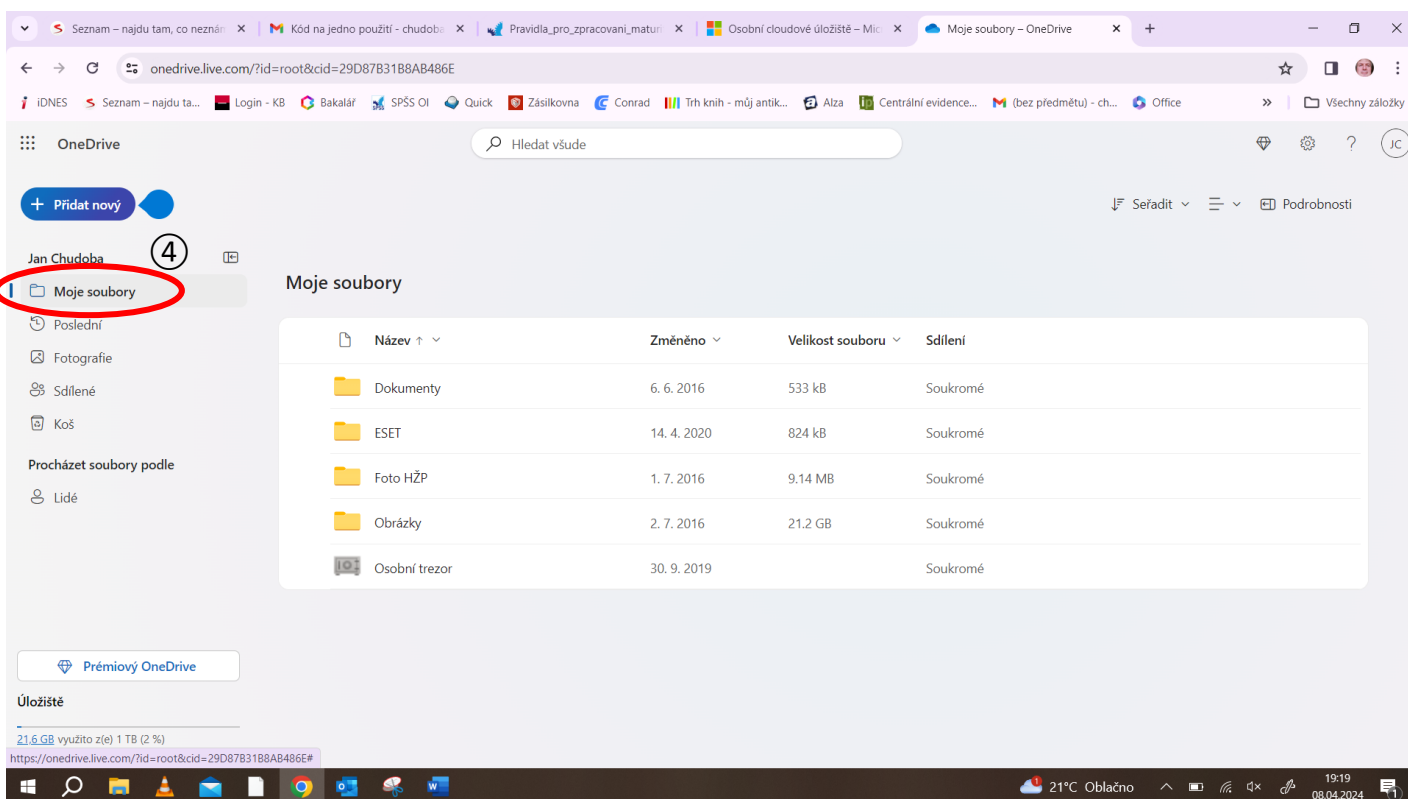 Seznam – najdu tam, co neznám
Kód na jedno použití - chudoba
Pravidla_pro_zpracovani_maturi
Osobní cloudové úložiště – Mic
Moje soubory – OneDrive
onedrive.live.com/?id=root&cid=29D87B31B8AB486E
iDNES
Seznam – najdu ta...
Login - KB
Bakalář
SPŠS Ol
Quick
Zásilkovna
Conrad
Trh knih - můj antik...
Alza
Centrální evidence...
(bez předmětu) - ch...
Office
»
Všechny záložky
OneDrive
Hledat všude
JC
+ Přidat nový
Seřadit
Podrobnosti
4
Jan Chudoba
Moje soubory
Poslední
Fotografie
Sdílené
Koš
Procházet soubory podle
Lidé
Moje soubory
Název ↑ Změněno Velikost souboru Sdílení
Dokumenty 6. 6. 2016 533 kB Soukromé
ESET 14. 4. 2020 824 kB Soukromé
Foto HŽP 1. 7. 2016 9.14 MB Soukromé
Obrázky 2. 7. 2016 21.2 GB Soukromé
Osobní trezor 30. 9. 2019 Soukromé
Prémiový OneDrive
Úložiště
21,6 GB využito z(e) 1 TB (2 %)
https://onedrive.live.com/?id=root&cid=29D87B31B8AB486E#
21°C Oblačno
19:19
08.04.2024
1